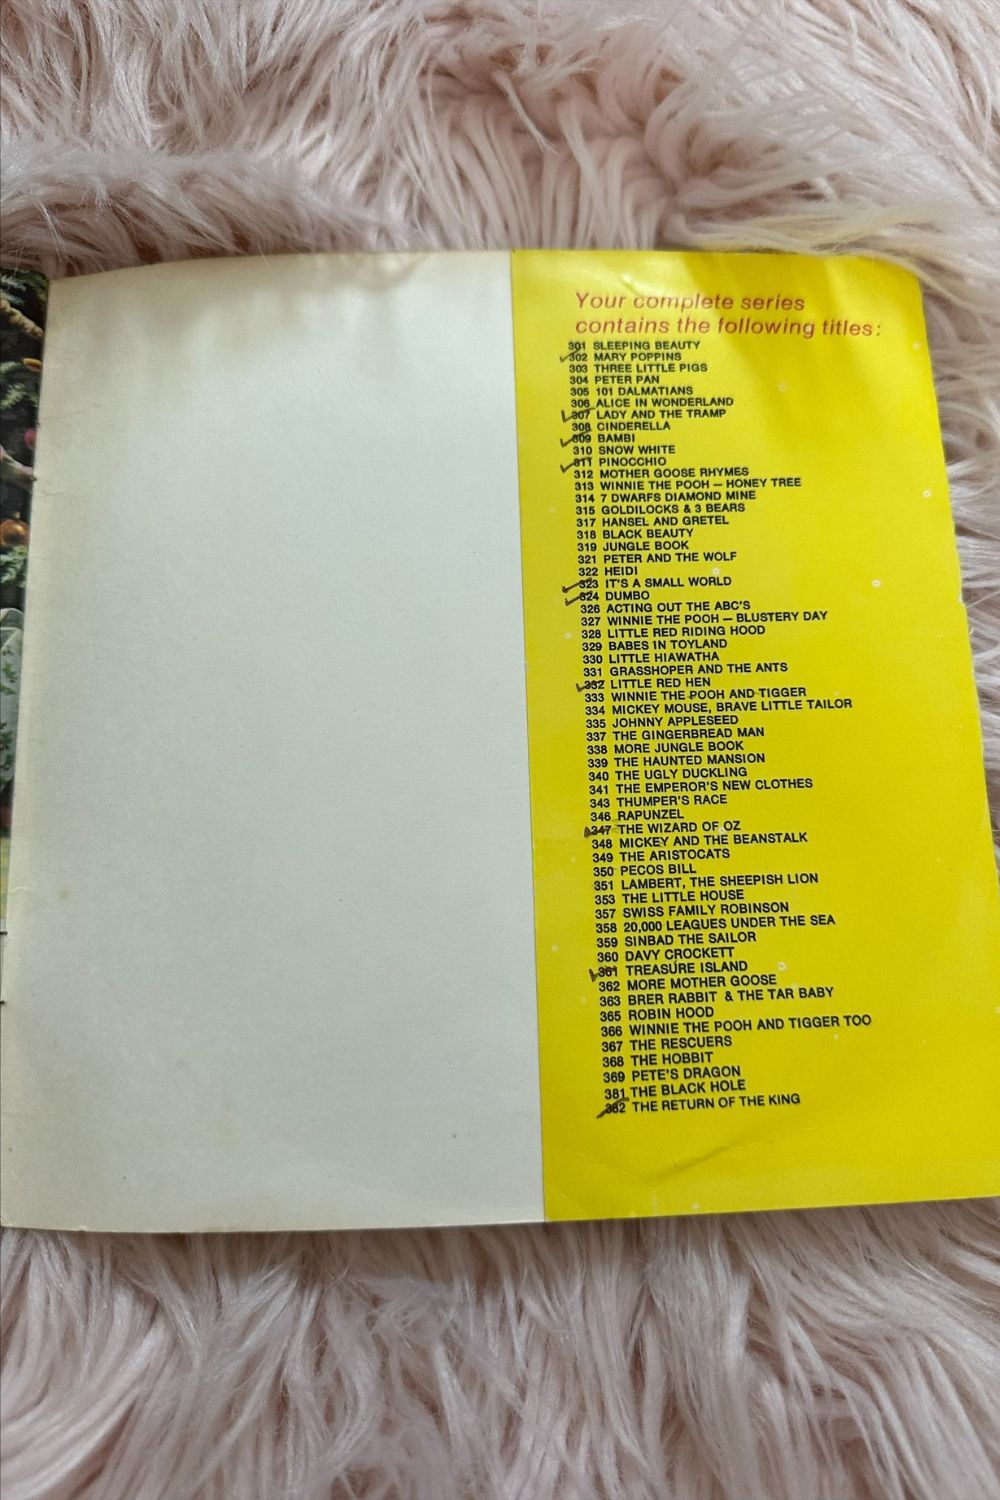 Your complete series
contains the following titles:
301 SLEEPING BEAUTY
302 MARY POPPINS
303 THREE LITTLE PIGS
304 PETER PAN
305 101 DALMATIANS
306 ALICE IN WONDERLAND
307 LADY AND THE TRAMP
308 CINDERELLA
309 BAMBI
310 SNOW WHITE
311 PINOCCHIO
312 MOTHER GOOSE RHYMES
313 WINNIE THE POOH — HONEY TREE
314 7 DWARFS DIAMOND MINE
315 GOLDILOCKS & 3 BEARS
317 HANSEL AND GRETEL
318 BLACK BEAUTY
319 JUNGLE BOOK
321 PETER AND THE WOLF
322 HEIDI
323 IT'S A SMALL WORLD
324 DUMBO
326 ACTING OUT THE ABC'S
327 WINNIE THE POOH — BLUSTERY DAY
328 LITTLE RED RIDING HOOD
329 BABES IN TOYLAND
330 LITTLE HIAWATHA
331 GRASSHOPER AND THE ANTS
332 LITTLE RED HEN
333 WINNIE THE POOH AND TIGGER
334 MICKEY MOUSE, BRAVE LITTLE TAILOR
335 JOHNNY APPLESEED
337 THE GINGERBREAD MAN
338 MORE JUNGLE BOOK
339 THE HAUNTED MANSION
340 THE UGLY DUCKLING
341 THE EMPEROR'S NEW CLOTHES
343 THUMPER'S RACE
346 RAPUNZEL
347 THE WIZARD OF OZ
348 MICKEY AND THE BEANSTALK
349 THE ARISTOCATS
350 PECOS BILL
351 LAMBERT, THE SHEEPISH LION
353 THE LITTLE HOUSE
357 SWISS FAMILY ROBINSON
358 20,000 LEAGUES UNDER THE SEA
359 SINBAD THE SAILOR
360 DAVY CROCKETT
361 TREASURE ISLAND
362 MORE MOTHER GOOSE
363 BRER RABBIT & THE TAR BABY
365 ROBIN HOOD
366 WINNIE THE POOH AND TIGGER TOO
367 THE RESCUERS
368 THE HOBBIT
369 PETE'S DRAGON
381 THE BLACK HOLE
382 THE RETURN OF THE KING